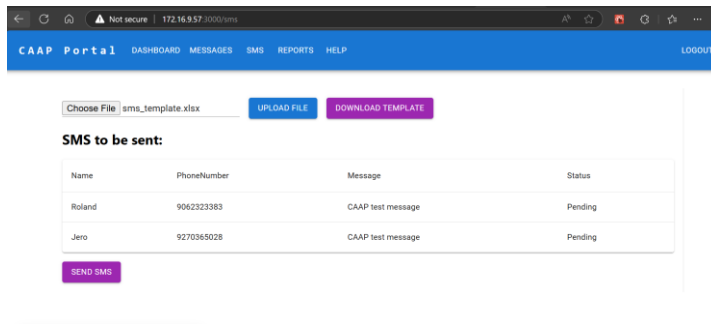 Not secure 172.16.9.57:3000/sms
CAAP Portal DASHBOARD MESSAGES SMS REPORTS HELP LOGOUT
Choose File sms_template.xlsx UPLOAD FILE DOWNLOAD TEMPLATE
SMS to be sent:
Name PhoneNumber Message Status
Roland 9062323383 CAAP test message Pending
Jero 9270365028 CAAP test message Pending
SEND SMS